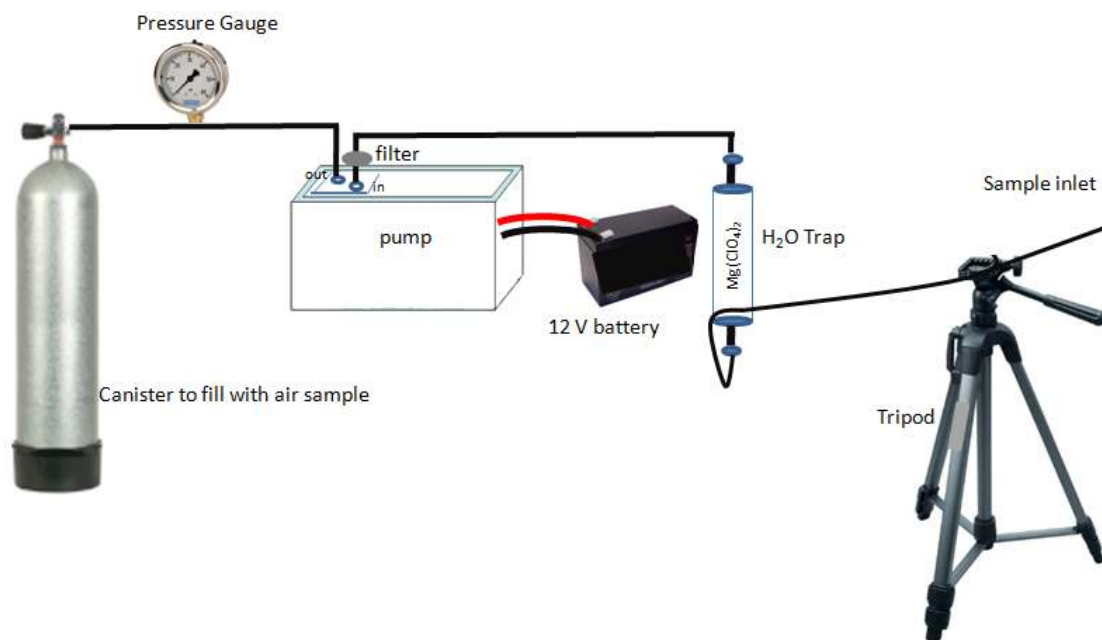 Pressure Gauge
filter
out
in
Sample inlet
pump
Mg(ClO₄)₂
H₂O Trap
12 V battery
Canister to fill with air sample
Tripod